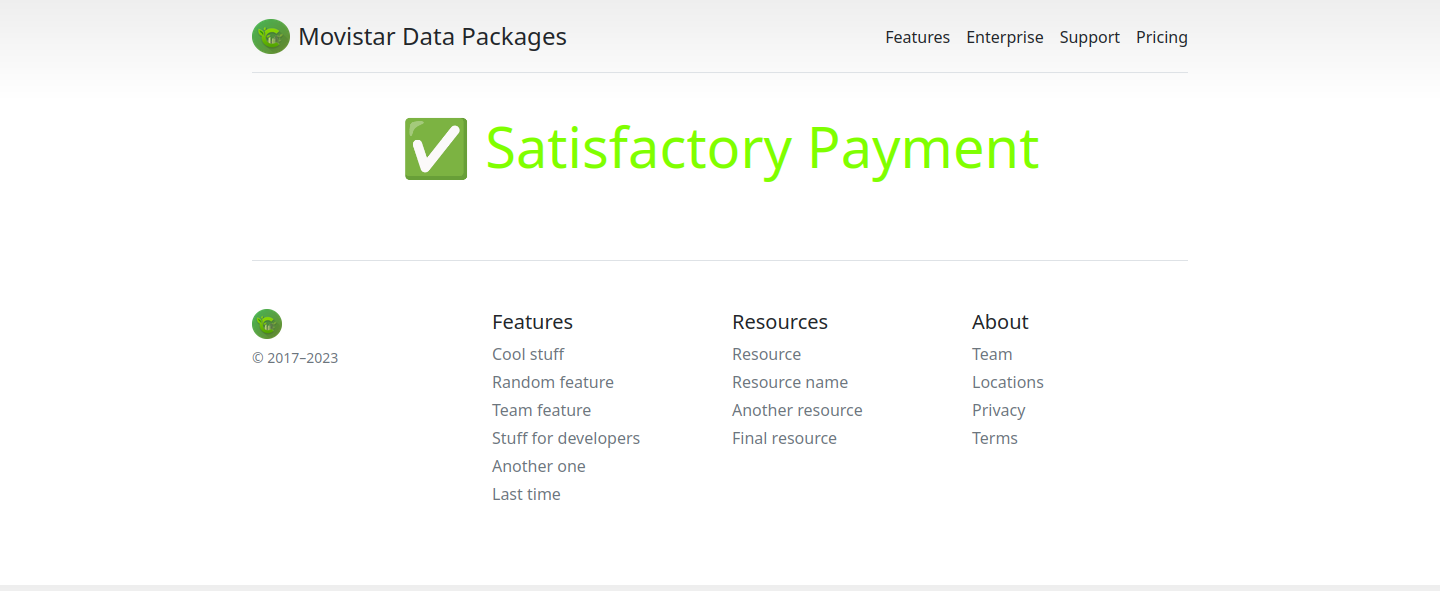 Movistar Data Packages
Features Enterprise Support Pricing
✅ Satisfactory Payment
© 2017–2023
Features
Cool stuff
Random feature
Team feature
Stuff for developers
Another one
Last time
Resources
Resource
Resource name
Another resource
Final resource
About
Team
Locations
Privacy
Terms